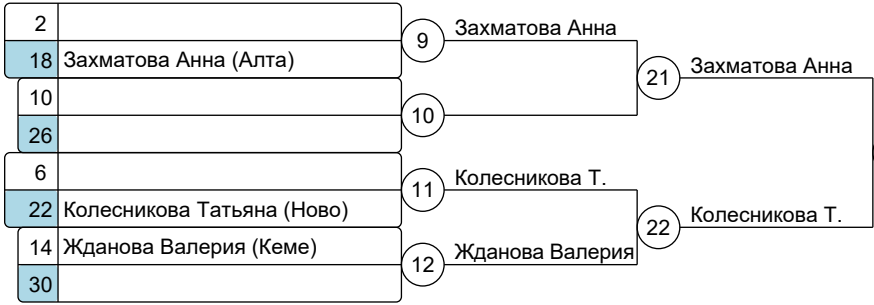 2
9 Захматова Анна
18 Захматова Анна (Алта)
21 Захматова Анна
10
10
26
6
11 Колесникова Т.
22 Колесникова Татьяна (Ново)
22 Колесникова Т.
14 Жданова Валерия (Кеме)
12 Жданова Валерия
30